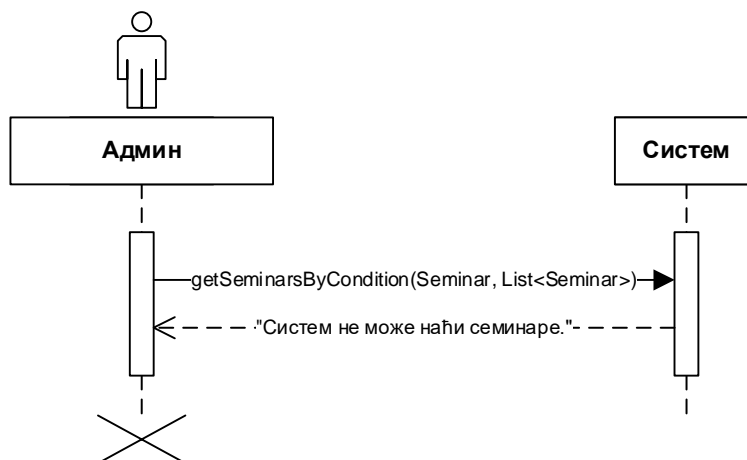 Админ
Систем
getSeminarsByCondition(Seminar, List<Seminar>)
"Систем не може наћи семинаре."